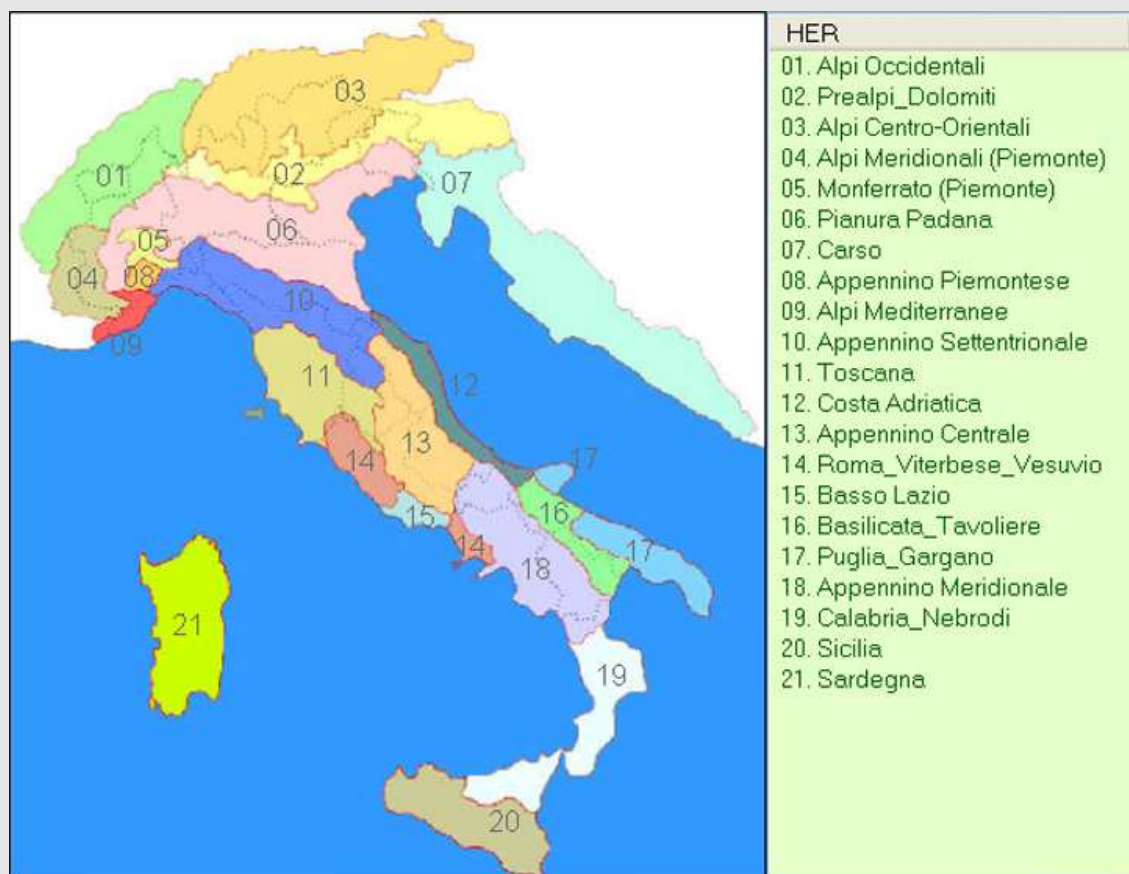 03
01
02
07
06
05
04
08
10
09
11
12
13
17
14
15
16
17
14
18
21
19
20
HER
01. Alpi Occidentali
02. Prealpi_Dolomiti
03. Alpi Centro-Orientali
04. Alpi Meridionali (Piemonte)
05. Monferrato (Piemonte)
06. Pianura Padana
07. Carso
08. Appennino Piemontese
09. Alpi Mediterranee
10. Appennino Settentrionale
11. Toscana
12. Costa Adriatica
13. Appennino Centrale
14. Roma_Viterbese_Vesuvio
15. Basso Lazio
16. Basilicata_Tavoliere
17. Puglia_Gargano
18. Appennino Meridionale
19. Calabria_Nebrodi
20. Sicilia
21. Sardegna